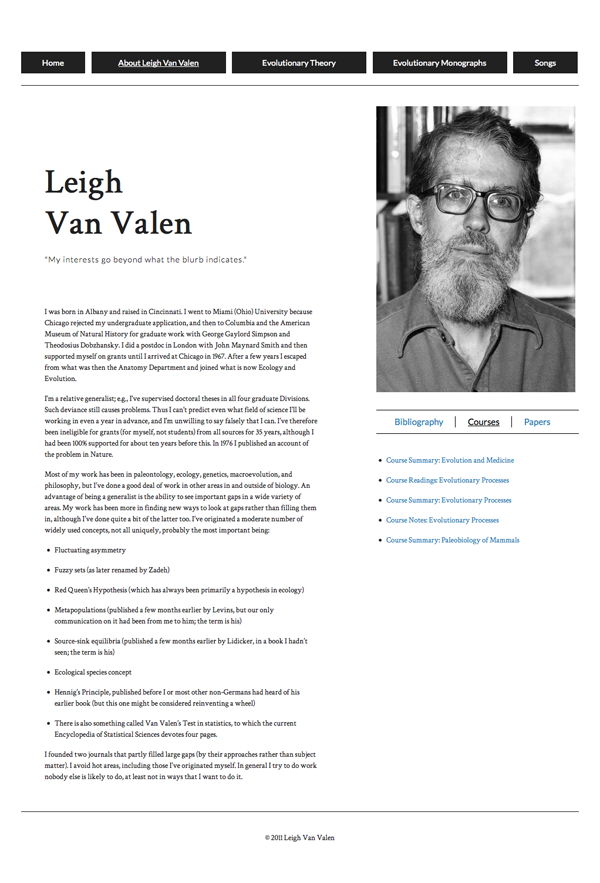 Home
About Leigh Van Valen
Evolutionary Theory
Evolutionary Monographs
Songs
Leigh
Van Valen
"My interests go beyond what the blurb indicates."
I was born in Albany and raised in Cincinnati. I went to Miami (Ohio) University because
Chicago rejected my undergraduate application, and then to Columbia and the American
Museum of Natural History for graduate work with George Gaylord Simpson and
Theodosius Dobzhansky. I did a postdoc in London with John Maynard Smith and then
supported myself on grants until I arrived at Chicago in 1967. After a few years I escaped
from what was then the Anatomy Department and joined what is now Ecology and
Evolution.
I'm a relative generalist; e.g., I've supervised doctoral theses in all four graduate Divisions.
Such deviance still causes problems. Thus I can't predict even what field of science I'll be
working in even a year in advance, and I'm unwilling to say falsely that I can. I've therefore
been ineligible for grants (for myself, not students) from all sources for 35 years, although I
had been 100% supported for about ten years before this. In 1976 I published an account of
the problem in Nature.
Most of my work has been in paleontology, ecology, genetics, macroevolution, and
philosophy, but I've done a good deal of work in other areas in and outside of biology. An
advantage of being a generalist is the ability to see important gaps in a wide variety of
areas. My work has been more in finding new ways to look at gaps rather than filling them
in, although I've done quite a bit of the latter too. I've originated a moderate number of
widely used concepts, not all uniquely, probably the most important being:
• Fluctuating asymmetry
• Fuzzy sets (as later renamed by Zadeh)
• Red Queen's Hypothesis (which has always been primarily a hypothesis in ecology)
• Metapopulations (published a few months earlier by Levins, but our only
communication on it had been from me to him; the term is his)
• Source-sink equilibria (published a few months earlier by Lidicker, in a book I hadn't
seen; the term is his)
• Ecological species concept
• Hennig's Principle, published before I or most other non-Germans had heard of his
earlier book (but this one might be considered reinventing a wheel)
• There is also something called Van Valen's Test in statistics, to which the current
Encyclopedia of Statistical Sciences devotes four pages.
I founded two journals that partly filled large gaps (by their approaches rather than subject
matter). I avoid hot areas, including those I've originated myself. In general I try to do work
nobody else is likely to do, at least not in ways that I want to do it.
Bibliography
Courses
Papers
• Course Summary: Evolution and Medicine
• Course Readings: Evolutionary Processes
• Course Summary: Evolutionary Processes
• Course Notes: Evolutionary Processes
• Course Summary: Paleobiology of Mammals
© 2011 Leigh Van Valen